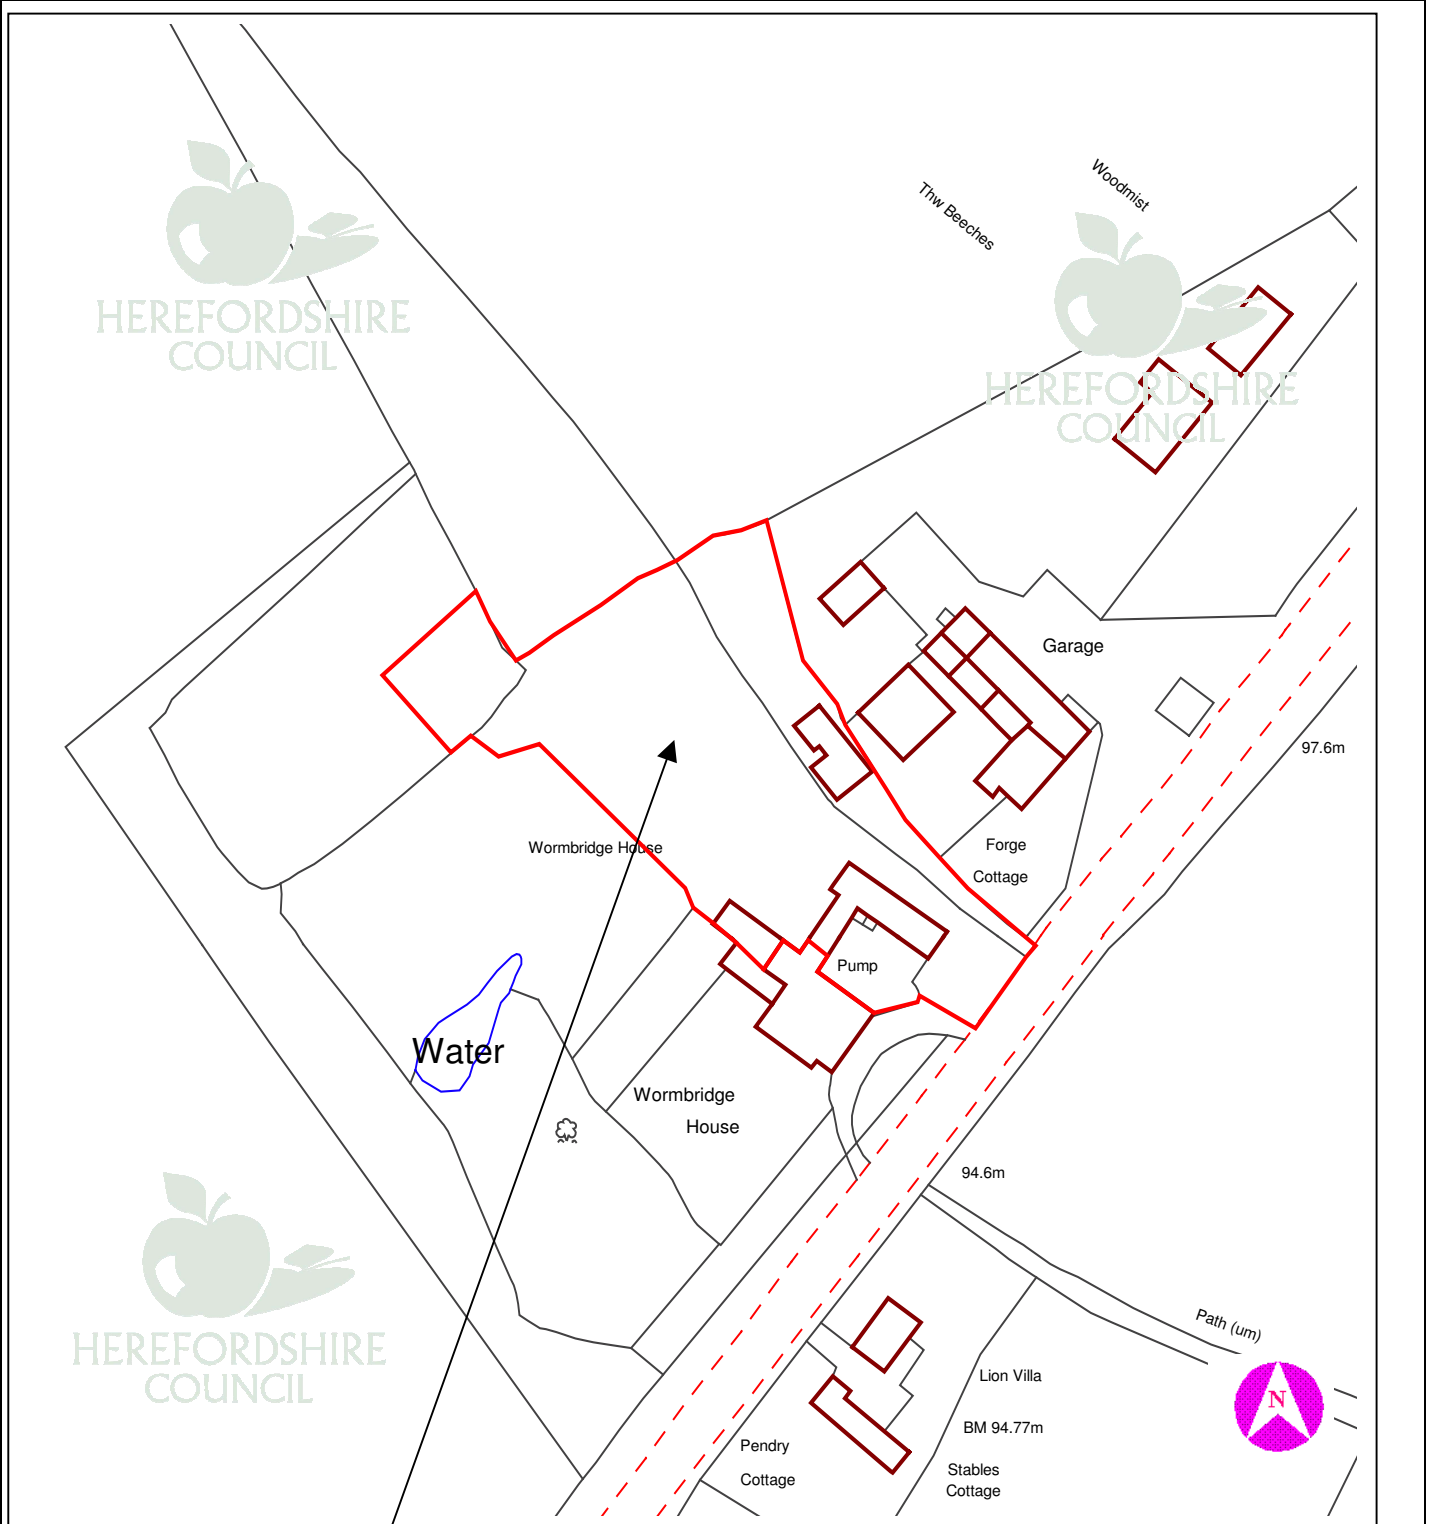 Woodmist
Thw Beeches
HEREFORDSHIRE
COUNCIL
HEREFORDSHIRE
COUNCIL
Garage
97.6m
Wormbridge House
Forge
Cottage
Pump
Water
Wormbridge
House
94.6m
HEREFORDSHIRE
COUNCIL
Path (um)
Lion Villa
N
BM 94.77m
Pendry
Cottage
Stables
Cottage